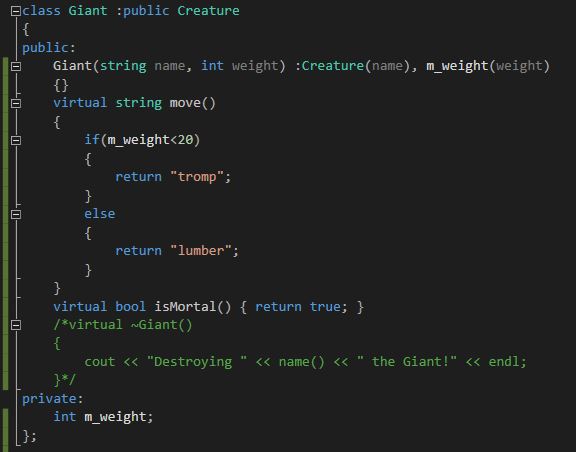 class Giant :public Creature
{
public:
    Giant(string name, int weight) :Creature(name), m_weight(weight)
    {}
    virtual string move()
    {
        if(m_weight<20)
        {
            return "tromp";
        }
        else
        {
            return "lumber";
        }
    }
    virtual bool isMortal() { return true; }
    /*virtual ~Giant()
    {
        cout << "Destroying " << name() << " the Giant!" << endl;
    }*/
private:
    int m_weight;
};